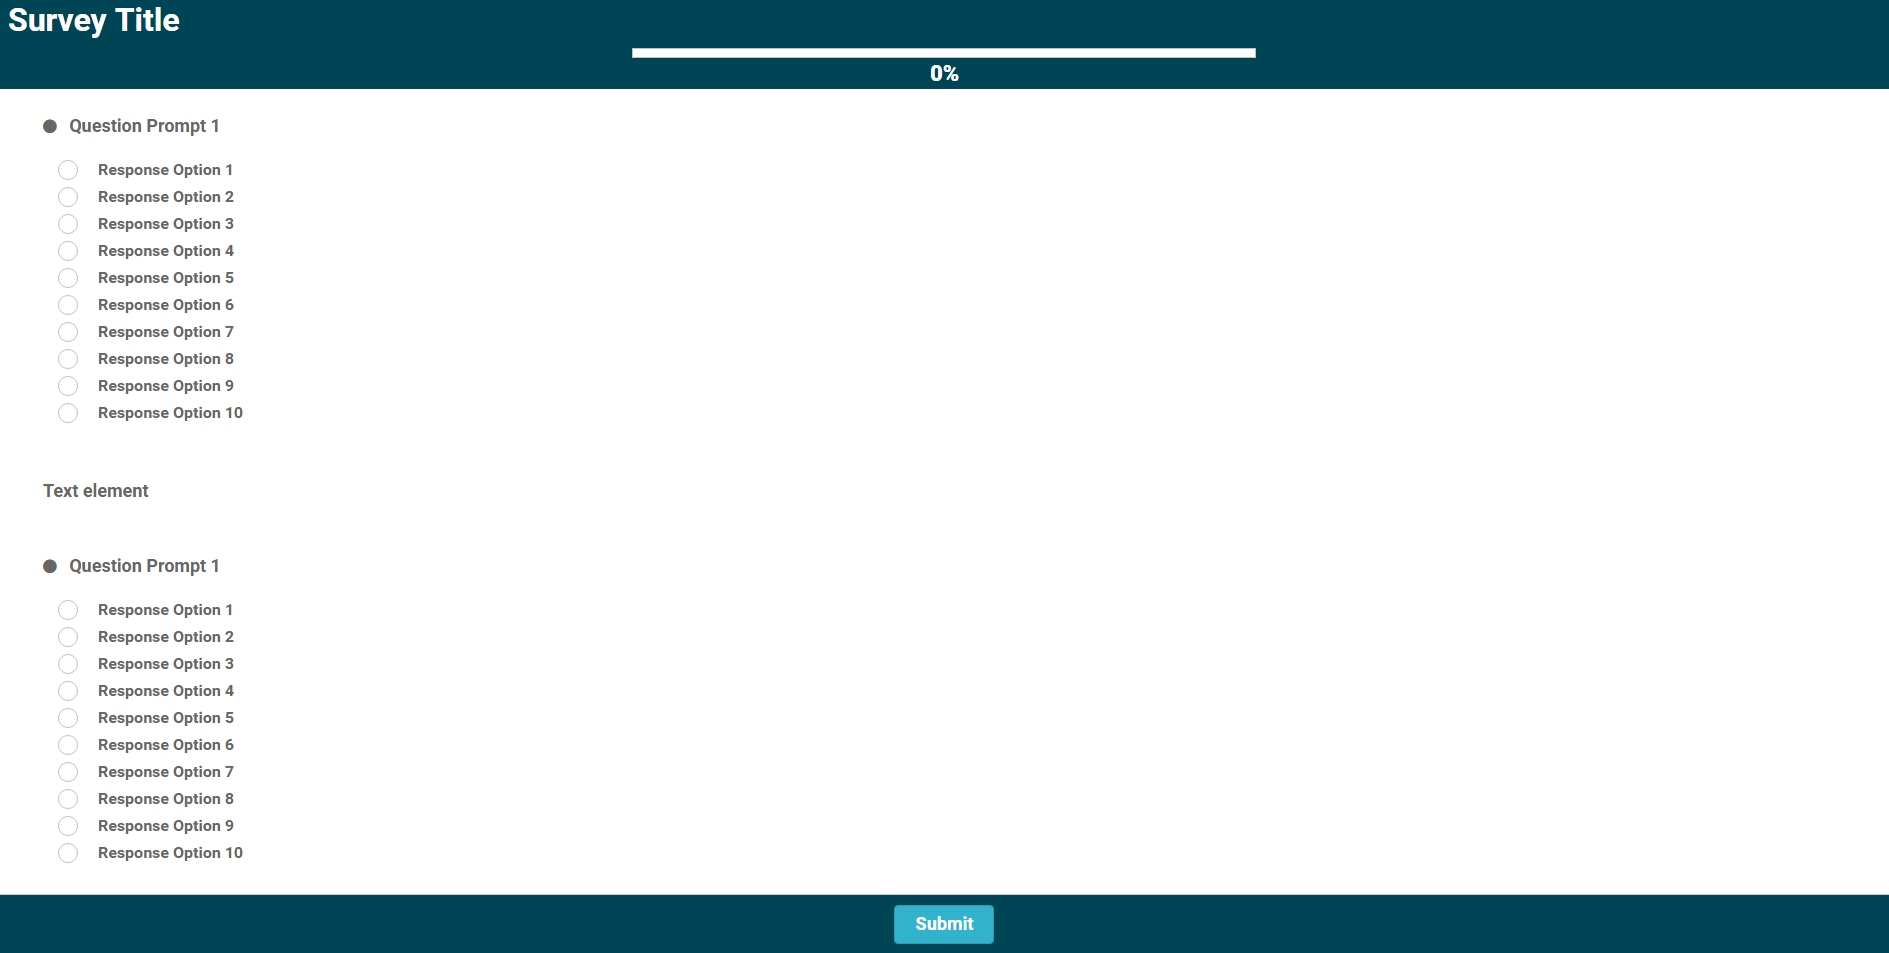 Survey Title
0%
Question Prompt 1
Response Option 1
Response Option 2
Response Option 3
Response Option 4
Response Option 5
Response Option 6
Response Option 7
Response Option 8
Response Option 9
Response Option 10
Text element
Question Prompt 1
Response Option 1
Response Option 2
Response Option 3
Response Option 4
Response Option 5
Response Option 6
Response Option 7
Response Option 8
Response Option 9
Response Option 10
Submit